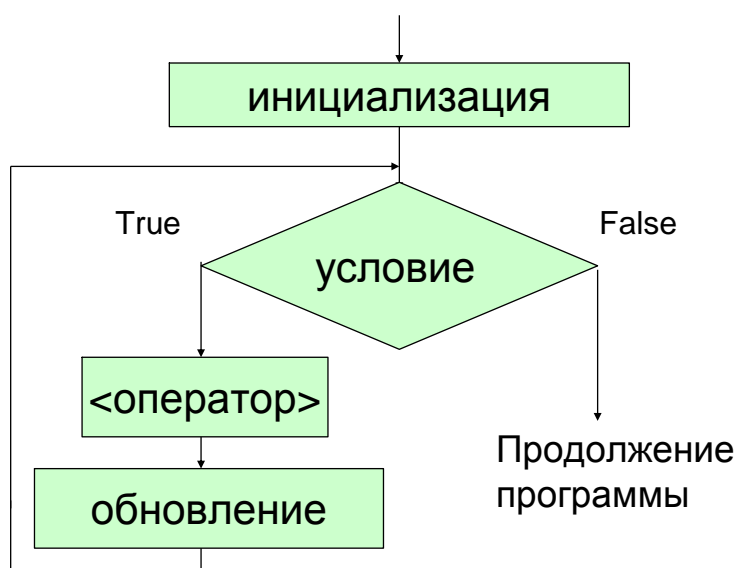 инициализация
True
False
условие
<оператор>
Продолжение
программы
обновление